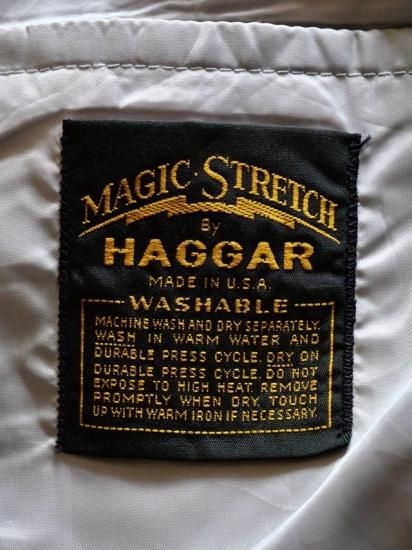 MAGIC·STRETCH
By
HAGGAR
MADE IN U.S.A.
WASHABLE
MACHINE WASH AND DRY SEPARATELY.
WASH IN WARM WATER AND
DURABLE PRESS CYCLE. DRY ON
DURABLE PRESS CYCLE. DO NOT
EXPOSE TO HIGH HEAT. REMOVE
PROMPTLY WHEN DRY. TOUCH
UP WITH WARM IRON IF NECESSARY.